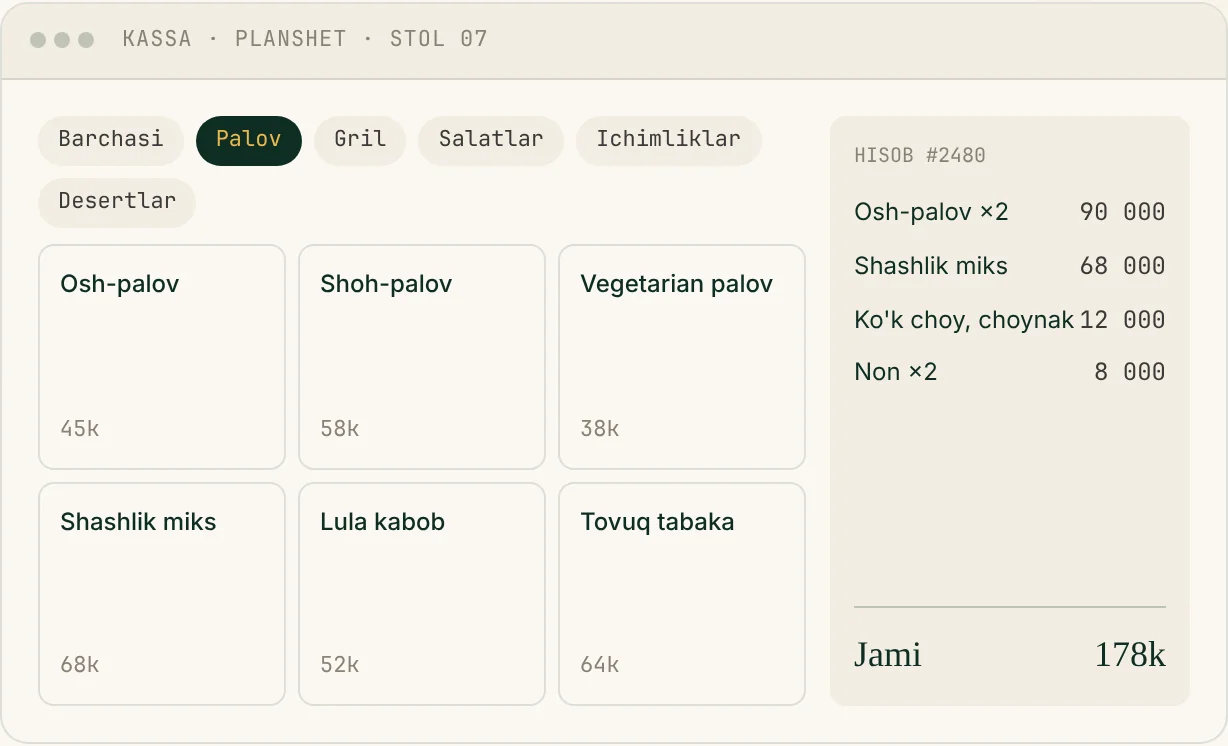 KASSA · PLANSHET · STOL 07
Barchasi Palov Gril Salatlar Ichimliklar
Desertlar
Osh-palov Shoh-palov Vegetarian palov
45k 58k 38k
Shashlik miks Lula kabob Tovuq tabaka
68k 52k 64k
HISOB #2480
Osh-palov ×2 90 000
Shashlik miks 68 000
Ko'k choy, choynak 12 000
Non ×2 8 000
Jami 178k